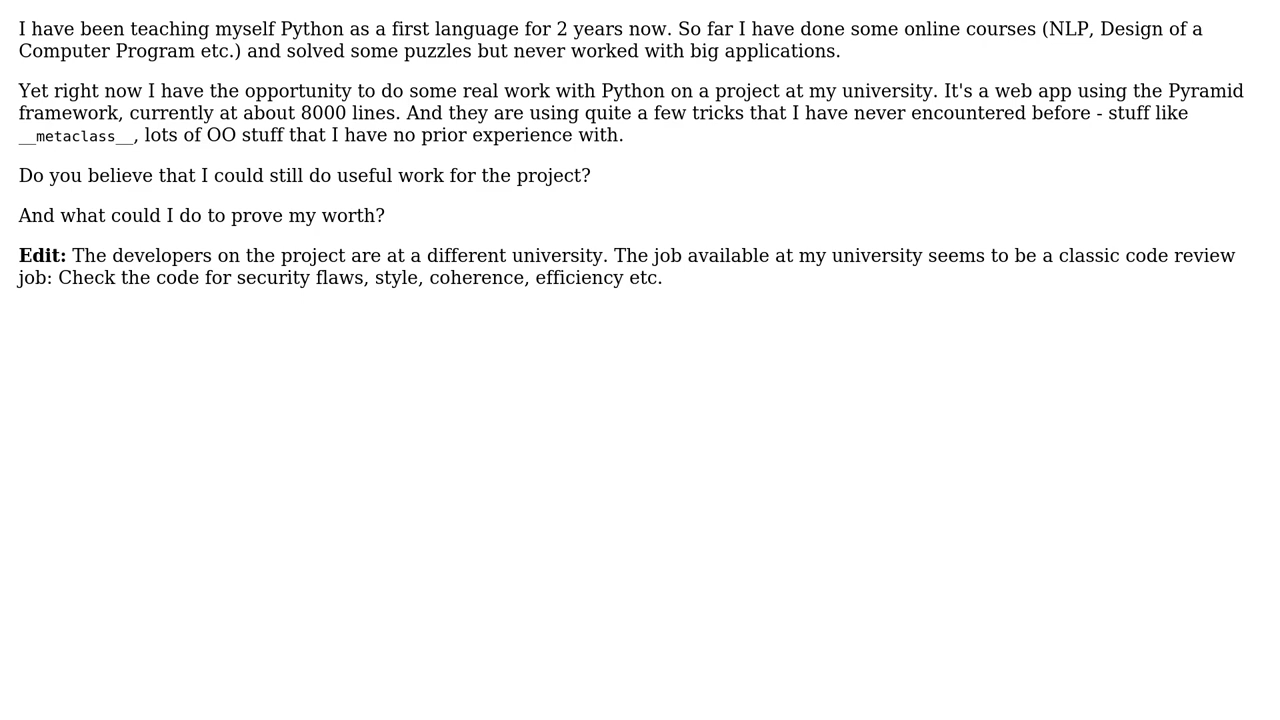 I have been teaching myself Python as a first language for 2 years now. So far I have done some online courses (NLP, Design of a
Computer Program etc.) and solved some puzzles but never worked with big applications.
Yet right now I have the opportunity to do some real work with Python on a project at my university. It's a web app using the Pyramid
framework, currently at about 8000 lines. And they are using quite a few tricks that I have never encountered before - stuff like
__metaclass__, lots of OO stuff that I have no prior experience with.
Do you believe that I could still do useful work for the project?
And what could I do to prove my worth?
Edit: The developers on the project are at a different university. The job available at my university seems to be a classic code review
job: Check the code for security flaws, style, coherence, efficiency etc.